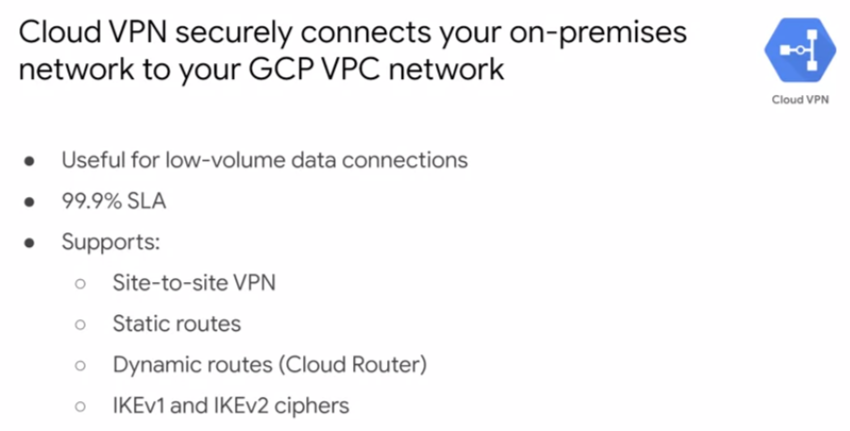 Cloud VPN securely connects your on-premises
network to your GCP VPC network
Cloud VPN
● Useful for low-volume data connections
● 99.9% SLA
● Supports:
○ Site-to-site VPN
○ Static routes
○ Dynamic routes (Cloud Router)
○ IKEv1 and IKEv2 ciphers